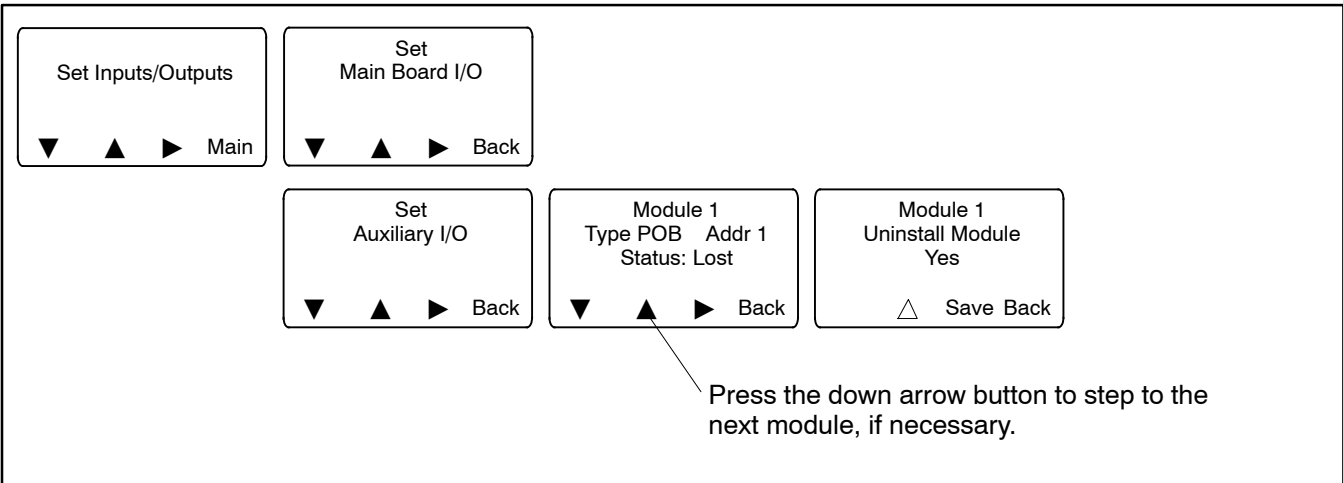 Set Inputs/Outputs
▼ ▲ ▶ Main
Set
Main Board I/O
▼ ▲ ▶ Back
Set
Auxiliary I/O
▼ ▲ ▶ Back
Module 1
Type POB Addr 1
Status: Lost
▼ ▲ ▶ Back
Module 1
Uninstall Module
Yes
△ Save Back
Press the down arrow button to step to the
next module, if necessary.